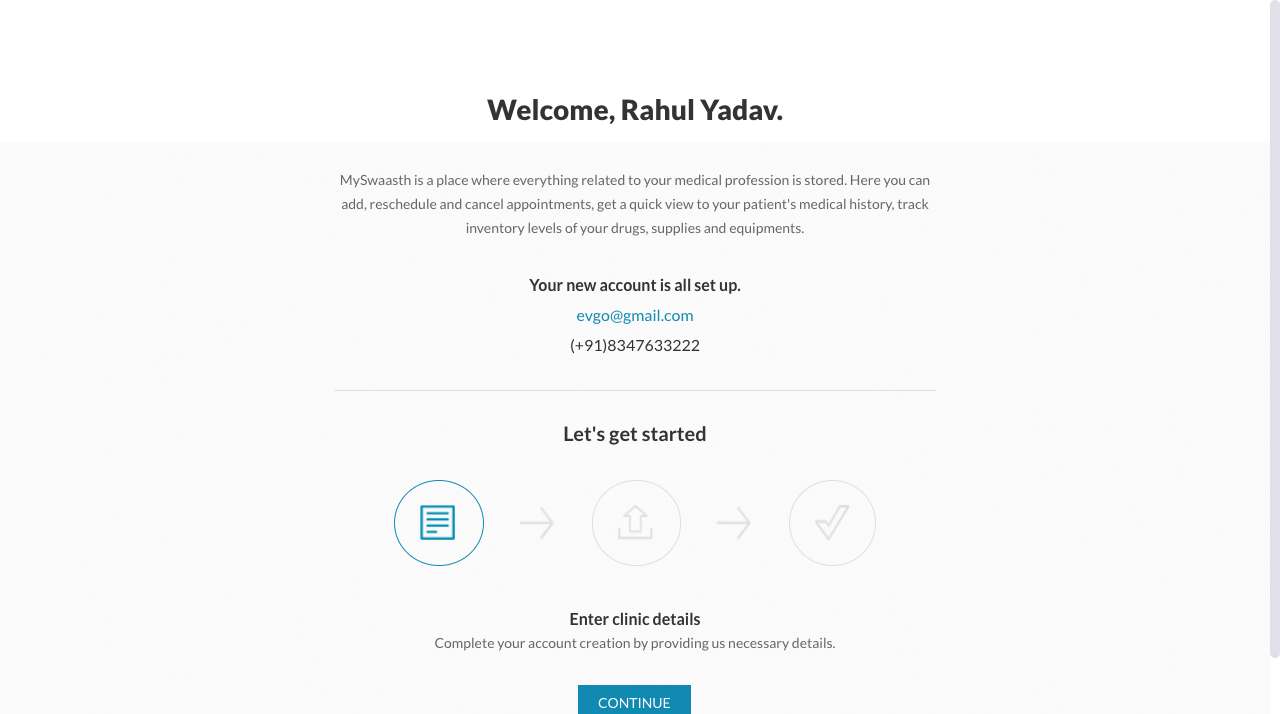 Welcome, Rahul Yadav.
MySwaasth is a place where everything related to your medical profession is stored. Here you can
add, reschedule and cancel appointments, get a quick view to your patient's medical history, track
inventory levels of your drugs, supplies and equipments.
Your new account is all set up.
evgo@gmail.com
(+91)8347633222
Let's get started
Enter clinic details
Complete your account creation by providing us necessary details.
CONTINUE